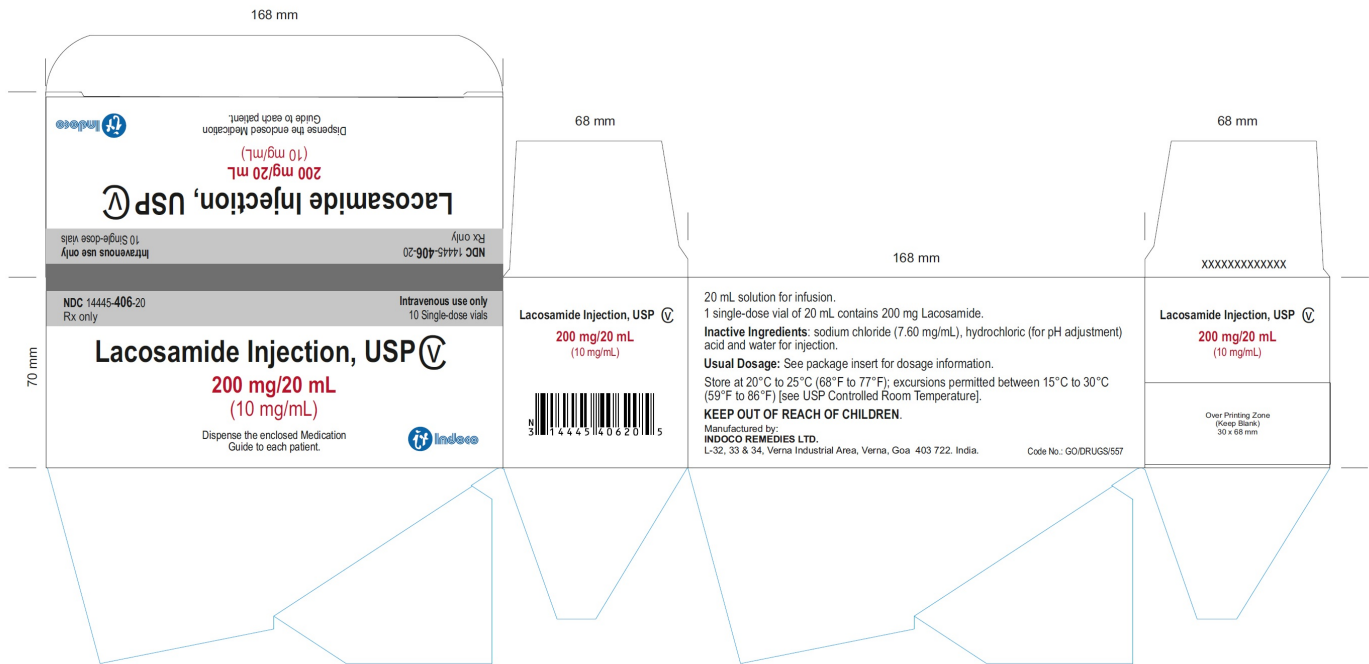 168 mm
Indoco
Dispense the enclosed Medication
Guide to each patient.
200 mg/20 mL
(10 mg/mL)
Lacosamide Injection, USP CV
NDC 14445-406-20
Rx only
Intravenous use only
10 Single-dose vials
70 mm
NDC 14445-406-20
Rx only
Intravenous use only
10 Single-dose vials
Lacosamide Injection, USP CV
200 mg/20 mL
(10 mg/mL)
Dispense the enclosed Medication
Guide to each patient.
Indoco
68 mm
Lacosamide Injection, USP CV
200 mg/20 mL
(10 mg/mL)
N
3 14445 40620 5
168 mm
20 mL solution for infusion.
1 single-dose vial of 20 mL contains 200 mg Lacosamide.
Inactive Ingredients: sodium chloride (7.60 mg/mL), hydrochloric (for pH adjustment)
acid and water for injection.
Usual Dosage: See package insert for dosage information.
Store at 20°C to 25°C (68°F to 77°F); excursions permitted between 15°C to 30°C
(59°F to 86°F) [see USP Controlled Room Temperature].
KEEP OUT OF REACH OF CHILDREN.
Manufactured by:
INDOCO REMEDIES LTD.
L-32, 33 & 34, Verna Industrial Area, Verna, Goa 403 722. India.
Code No.: GO/DRUGS/557
68 mm
XXXXXXXXXXXXX
Lacosamide Injection, USP CV
200 mg/20 mL
(10 mg/mL)
Over Printing Zone
(Keep Blank)
30 x 68 mm